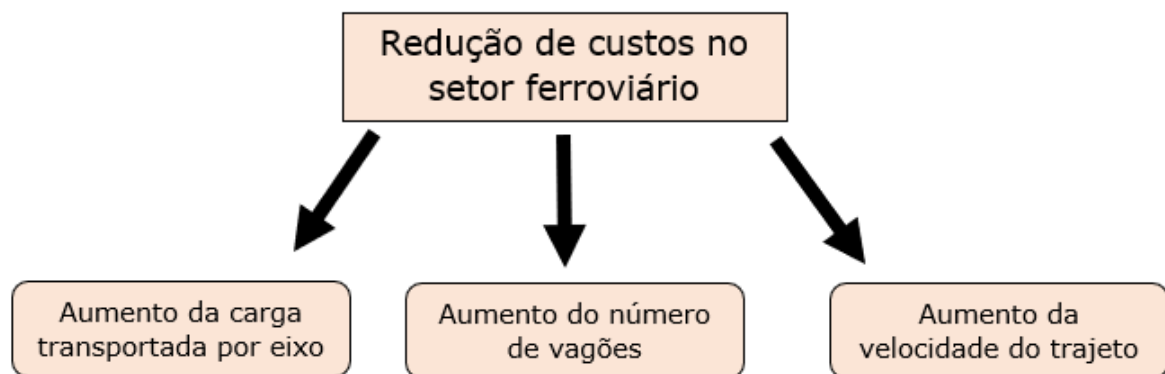 Redução de custos no
setor ferroviário
Aumento da carga
transportada por eixo
Aumento do número
de vagões
Aumento da
velocidade do trajeto